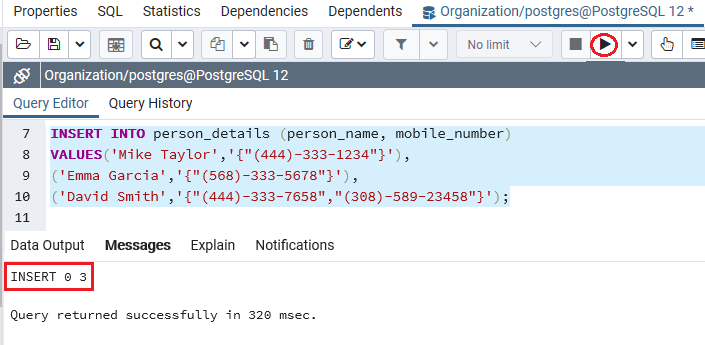 Properties SQL Statistics Dependencies Dependents Organization/postgres@PostgreSQL 12 *
No limit
Organization/postgres@PostgreSQL 12
Query Editor Query History
7 INSERT INTO person_details (person_name, mobile_number)
8 VALUES('Mike Taylor','{"(444)-333-1234"}'),
9 ('Emma Garcia','{"(568)-333-5678"}'),
10 ('David Smith','{"(444)-333-7658","(308)-589-23458"}');
11
Data Output Messages Explain Notifications
INSERT 0 3
Query returned successfully in 320 msec.